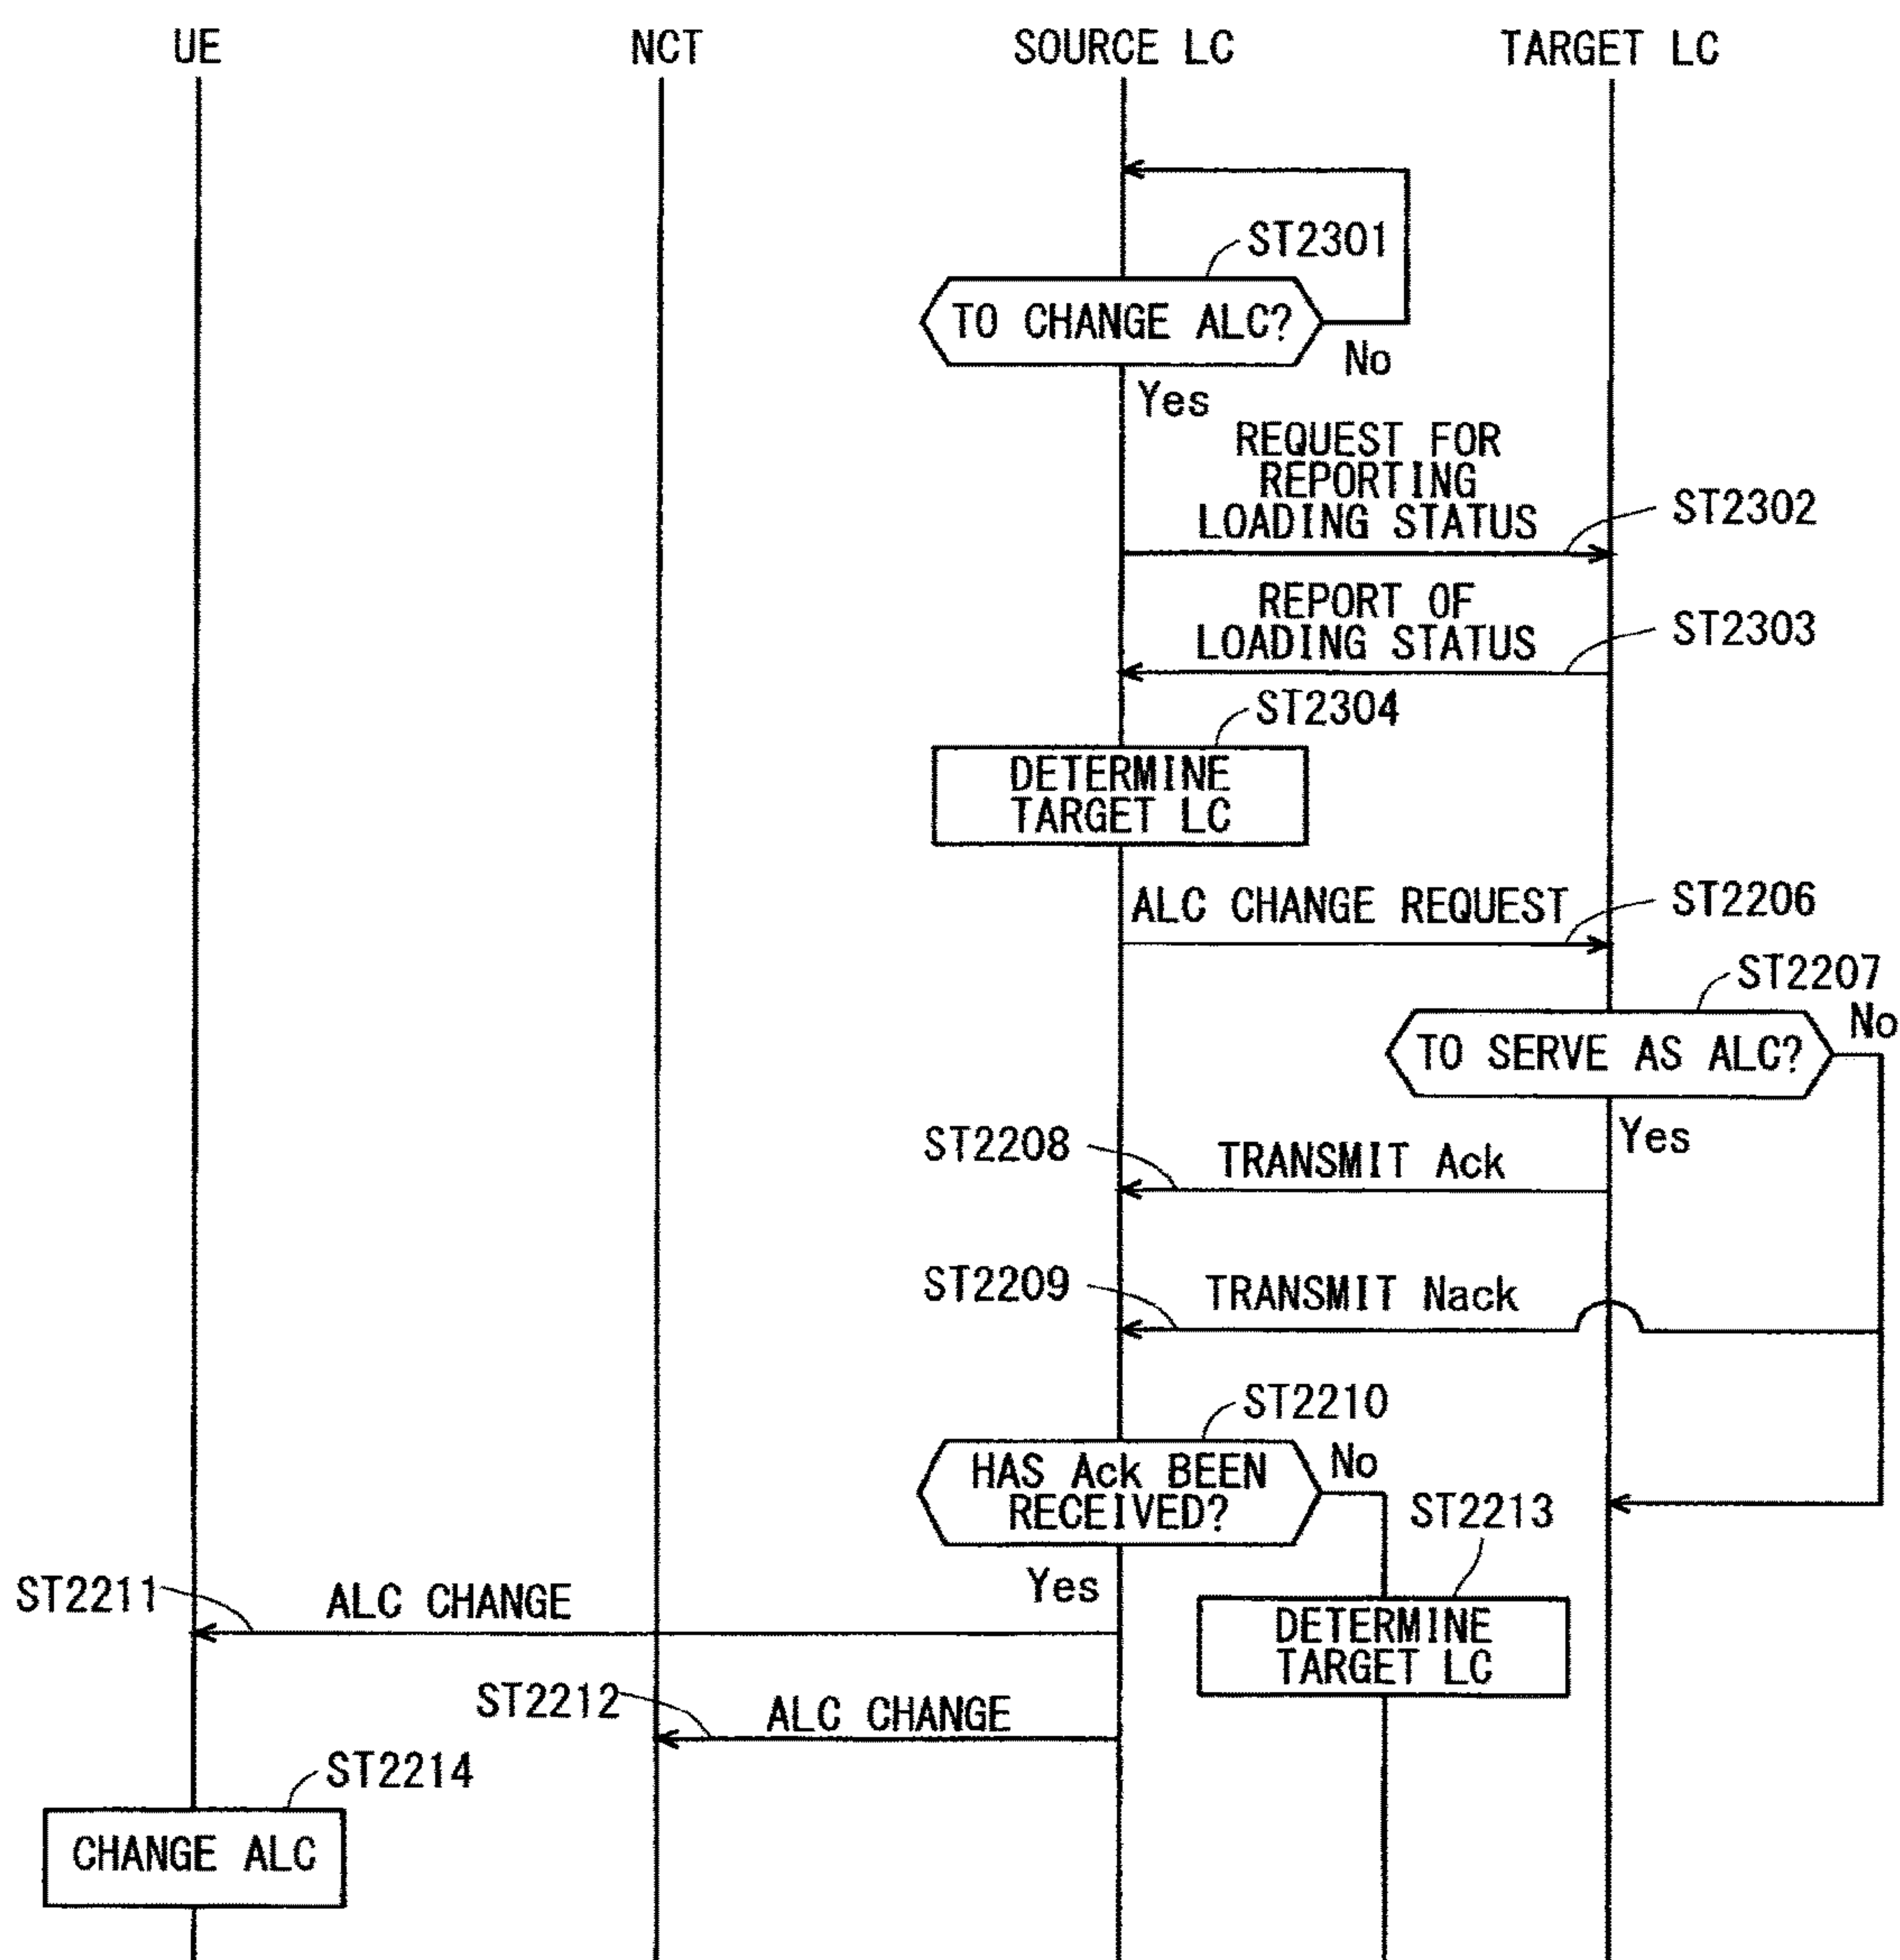 UE
NCT
SOURCE LC
TARGET LC
ST2301
TO CHANGE ALC?
No
Yes
REQUEST FOR
REPORTING
LOADING STATUS
ST2302
REPORT OF
LOADING STATUS
ST2303
ST2304
DETERMINE
TARGET LC
ALC CHANGE REQUEST
ST2206
ST2207
No
TO SERVE AS ALC?
Yes
ST2208
TRANSMIT Ack
ST2209
TRANSMIT Nack
ST2210
HAS Ack BEEN
RECEIVED?
No
Yes
ST2213
DETERMINE
TARGET LC
ST2211
ALC CHANGE
ST2212
ALC CHANGE
ST2214
CHANGE ALC